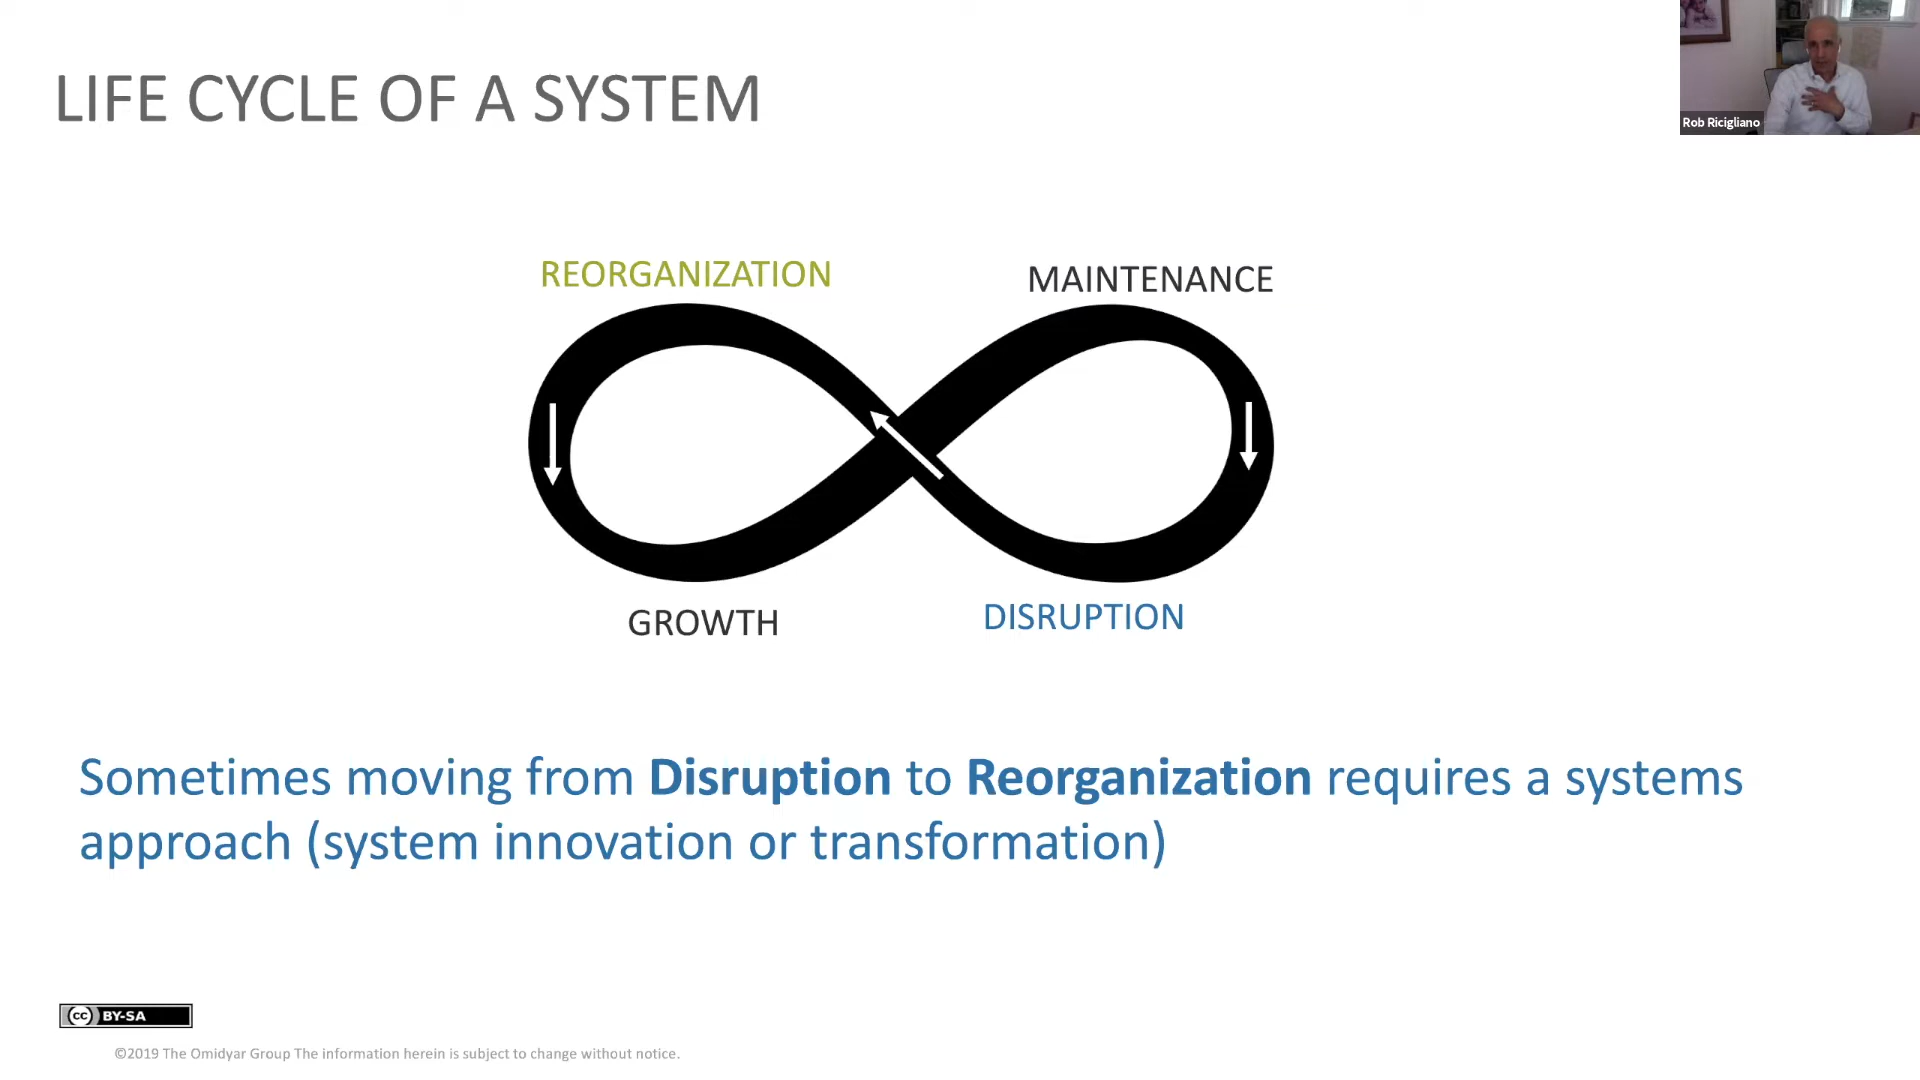 LIFE CYCLE OF A SYSTEM
Rob Ricigliano
REORGANIZATION
MAINTENANCE
GROWTH
DISRUPTION
Sometimes moving from Disruption to Reorganization requires a systems
approach (system innovation or transformation)
cc BY-SA
©2019 The Omidyar Group The information herein is subject to change without notice.